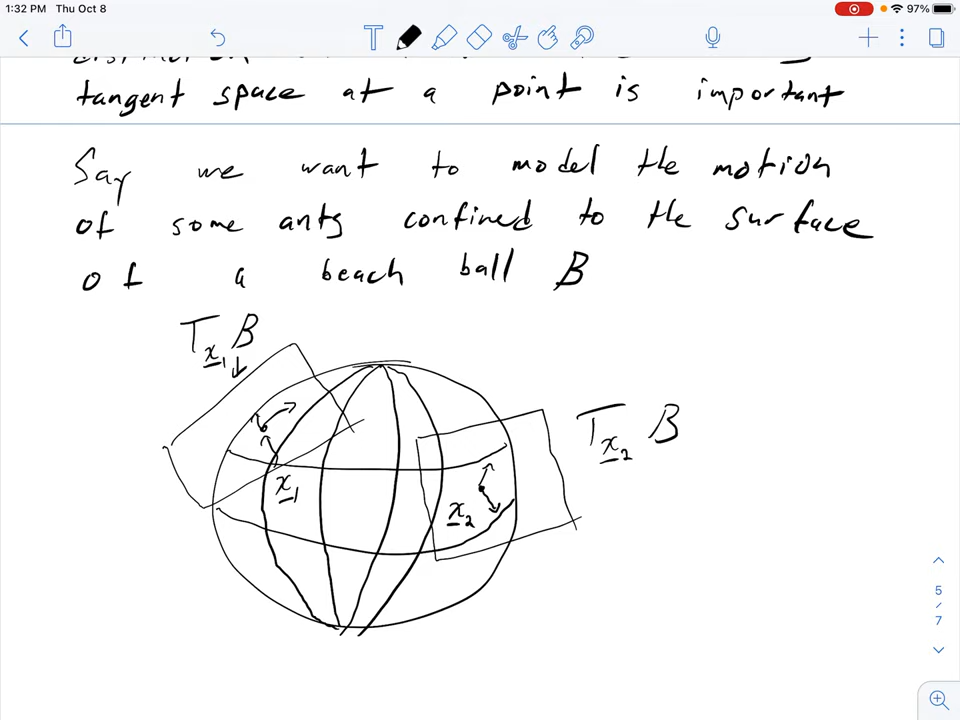 1:32 PM Thu Oct 8
97%
tangent space at a point is important
Say we want to model the motion
of some ants confined to the surface
of a beach ball B
T_x₁ B
T_x₂ B
x₁
x₂
5
/
7